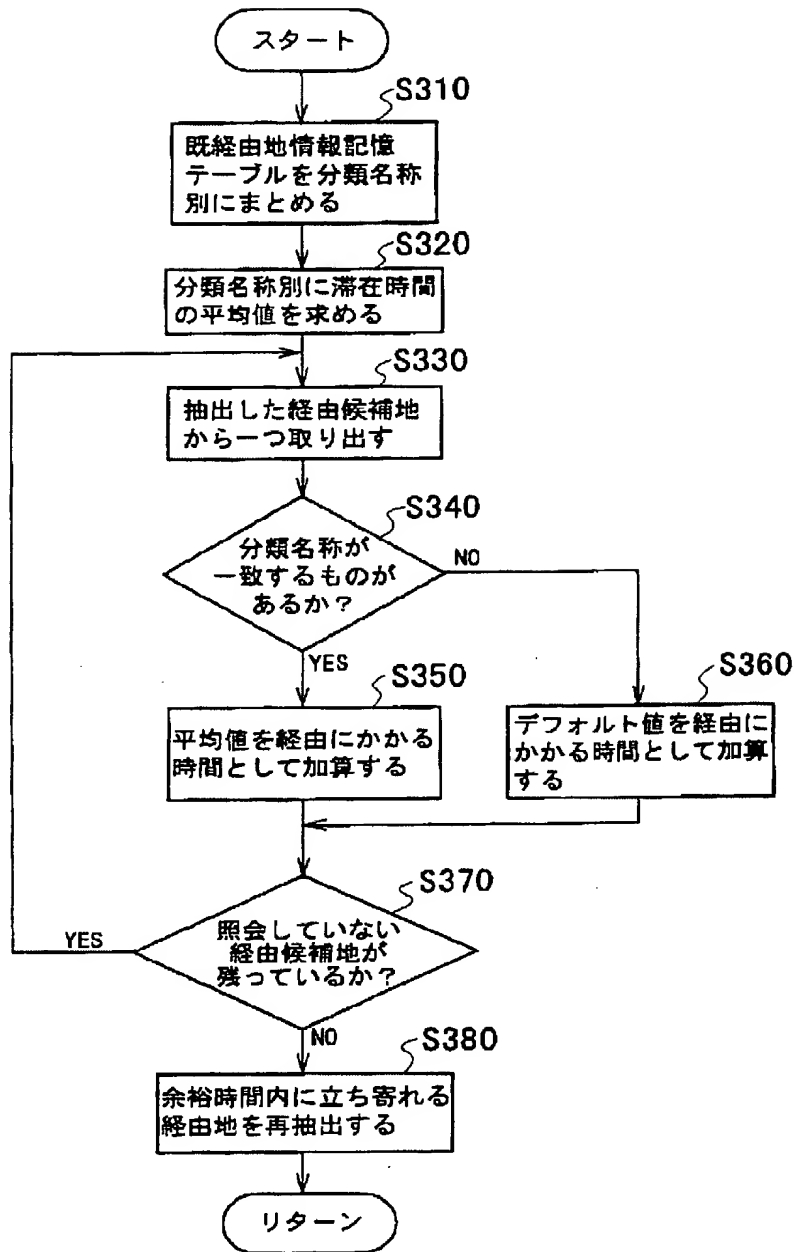 スタート
S310
既経由地情報記憶
テーブルを分類名称
別にまとめる
S320
分類名称別に滞在時間
の平均値を求める
S330
抽出した経由候補地
から一つ取り出す
S340
分類名称が
一致するものが
あるか？
NO
YES
S350
平均値を経由にかかる
時間として加算する
S360
デフォルト値を経由に
かかる時間として加算
する
S370
照会していない
経由候補地が
残っているか？
YES
NO
S380
余裕時間内に立ち寄れる
経由地を再抽出する
リターン